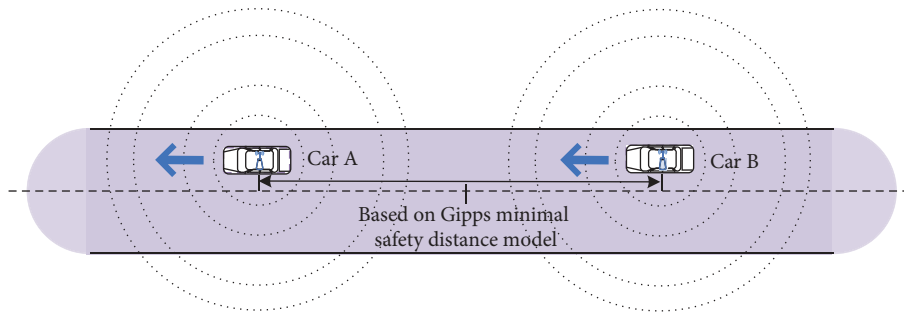 Car A
Car B
Based on Gipps minimal
safety distance model